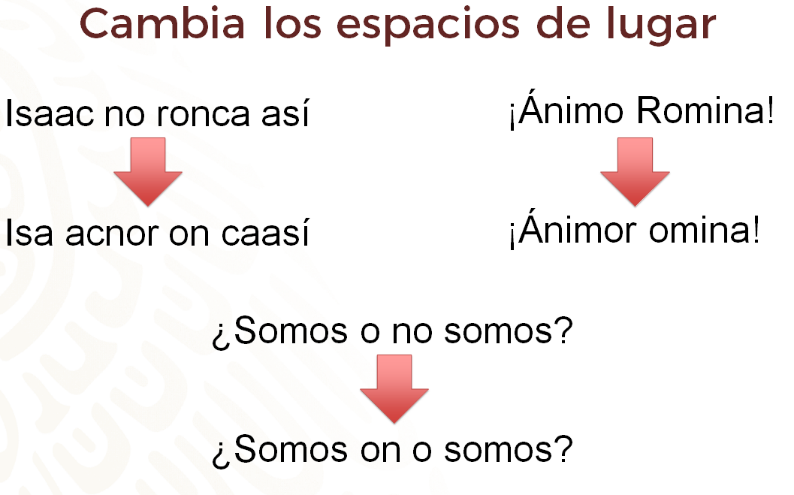 Cambia los espacios de lugar
Isaac no ronca así
¡Ánimo Romina!
Isa acnor on caasí
¡Ánimor omina!
¿Somos o no somos?
¿Somos on o somos?